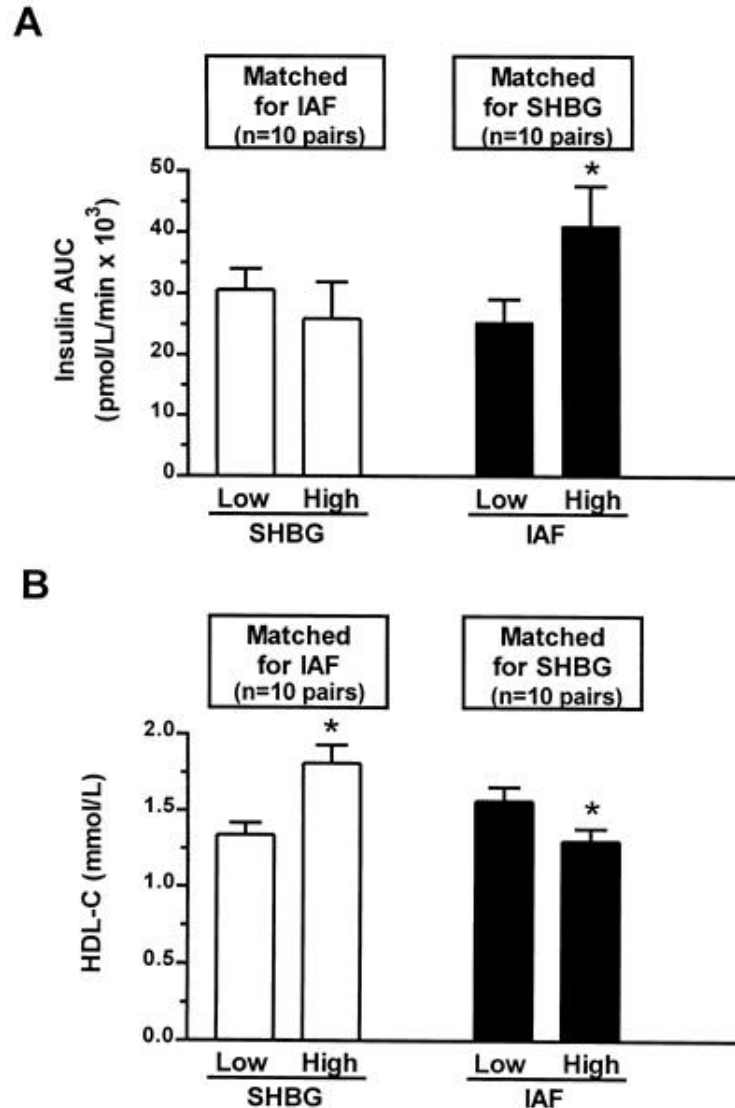 A
Matched
for IAF
(n=10 pairs)
Matched
for SHBG
(n=10 pairs)
Insulin AUC
(pmol/L/min x 10³)
50
40
30
20
10
0
*
Low High
SHBG
Low High
IAF
B
Matched
for IAF
(n=10 pairs)
Matched
for SHBG
(n=10 pairs)
HDL-C (mmol/L)
2.0
1.5
1.0
0.5
0.0
*
*
Low High
SHBG
Low High
IAF